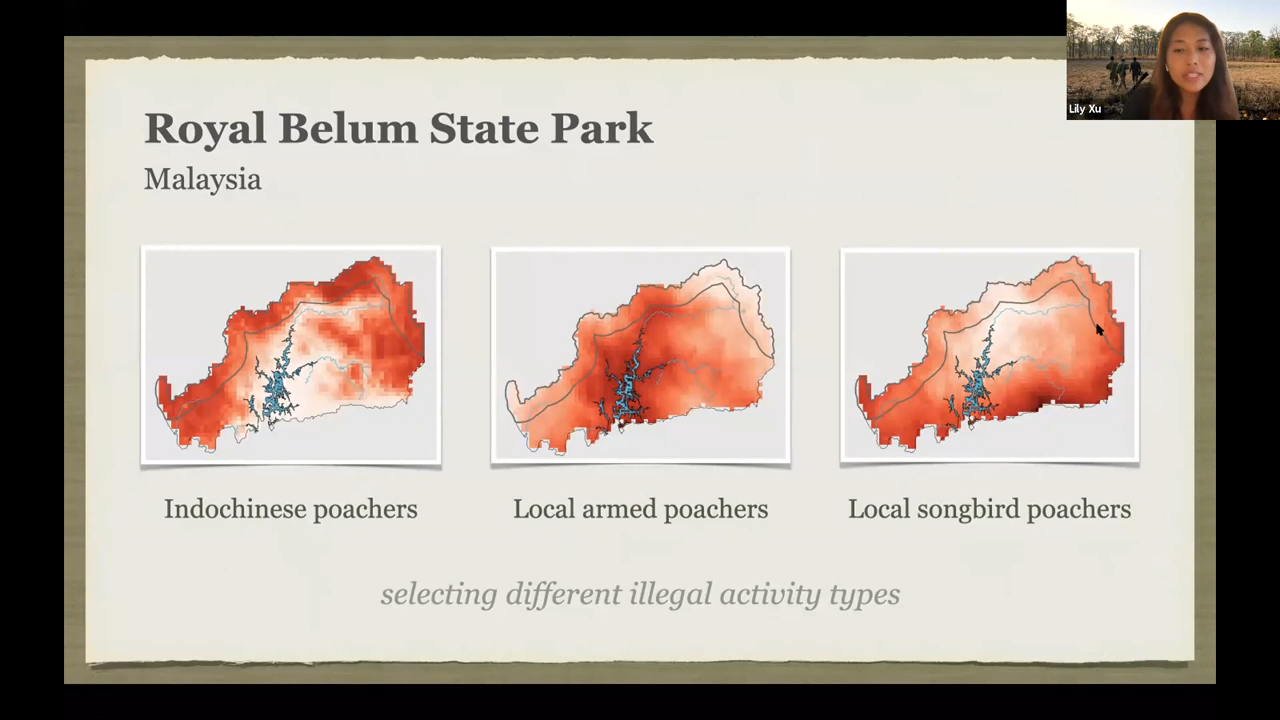 Lily Xu
Royal Belum State Park
Malaysia
Indochinese poachers
Local armed poachers
Local songbird poachers
selecting different illegal activity types